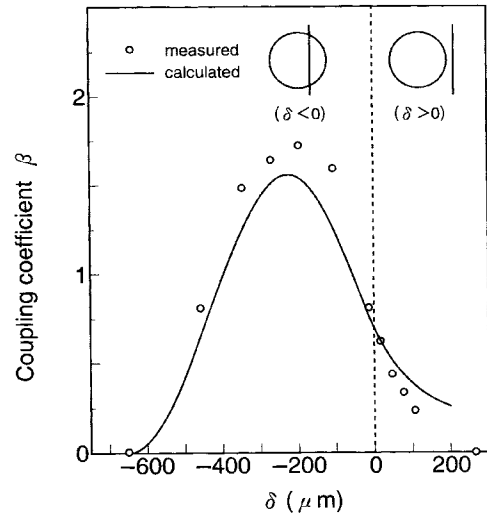 measured
calculated
(δ<0)
(δ>0)
2
1
0
Coupling coefficient β
−600 −400 −200 0 200
δ (μm)